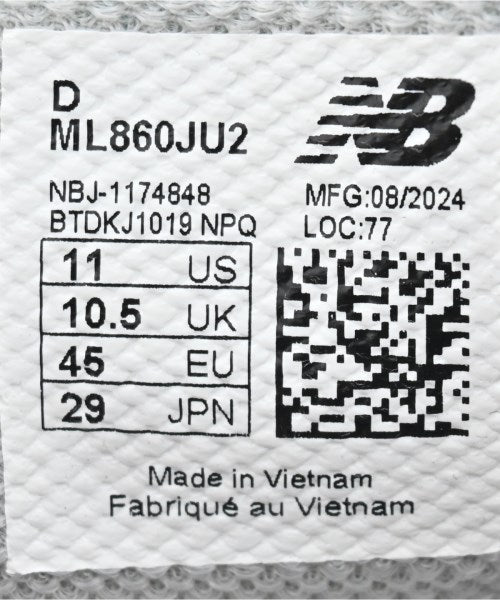 D
ML860JU2
NB
NBJ-1174848
BTDKJ1019 NPQ
MFG:08/2024
LOC:77
11 US
10.5 UK
45 EU
29 JPN
Made in Vietnam
Fabriqué au Vietnam